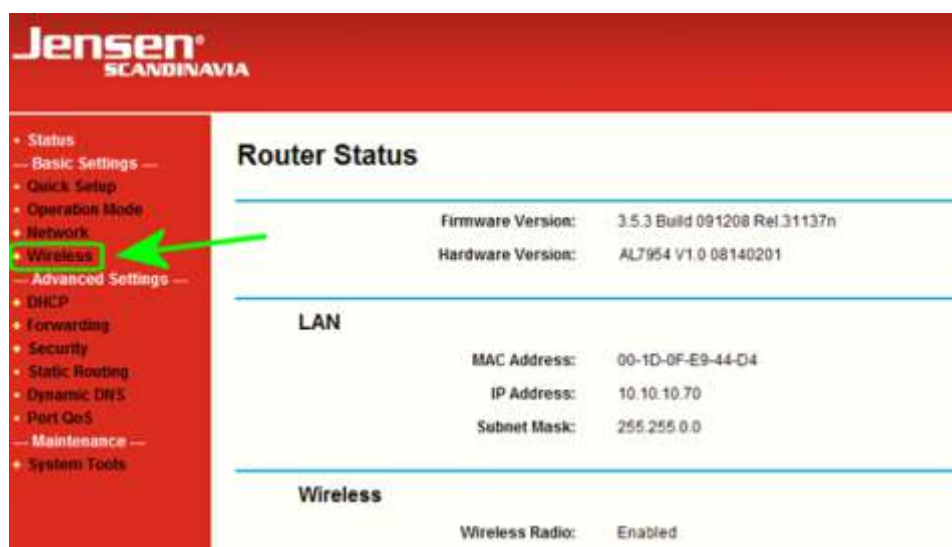 Jensen®
SCANDINAVIA
Status
— Basic Settings —
Quick Setup
Operation Mode
Network
Wireless
— Advanced Settings —
DHCP
Forwarding
Security
Static Routing
Dynamic DNS
Port QoS
— Maintenance —
System Tools
Router Status
Firmware Version: 3.5.3 Build 091208 Rel.31137n
Hardware Version: AL7954 V1.0 08140201
LAN
MAC Address: 00-1D-0F-E9-44-D4
IP Address: 10.10.10.70
Subnet Mask: 255.255.0.0
Wireless
Wireless Radio: Enabled